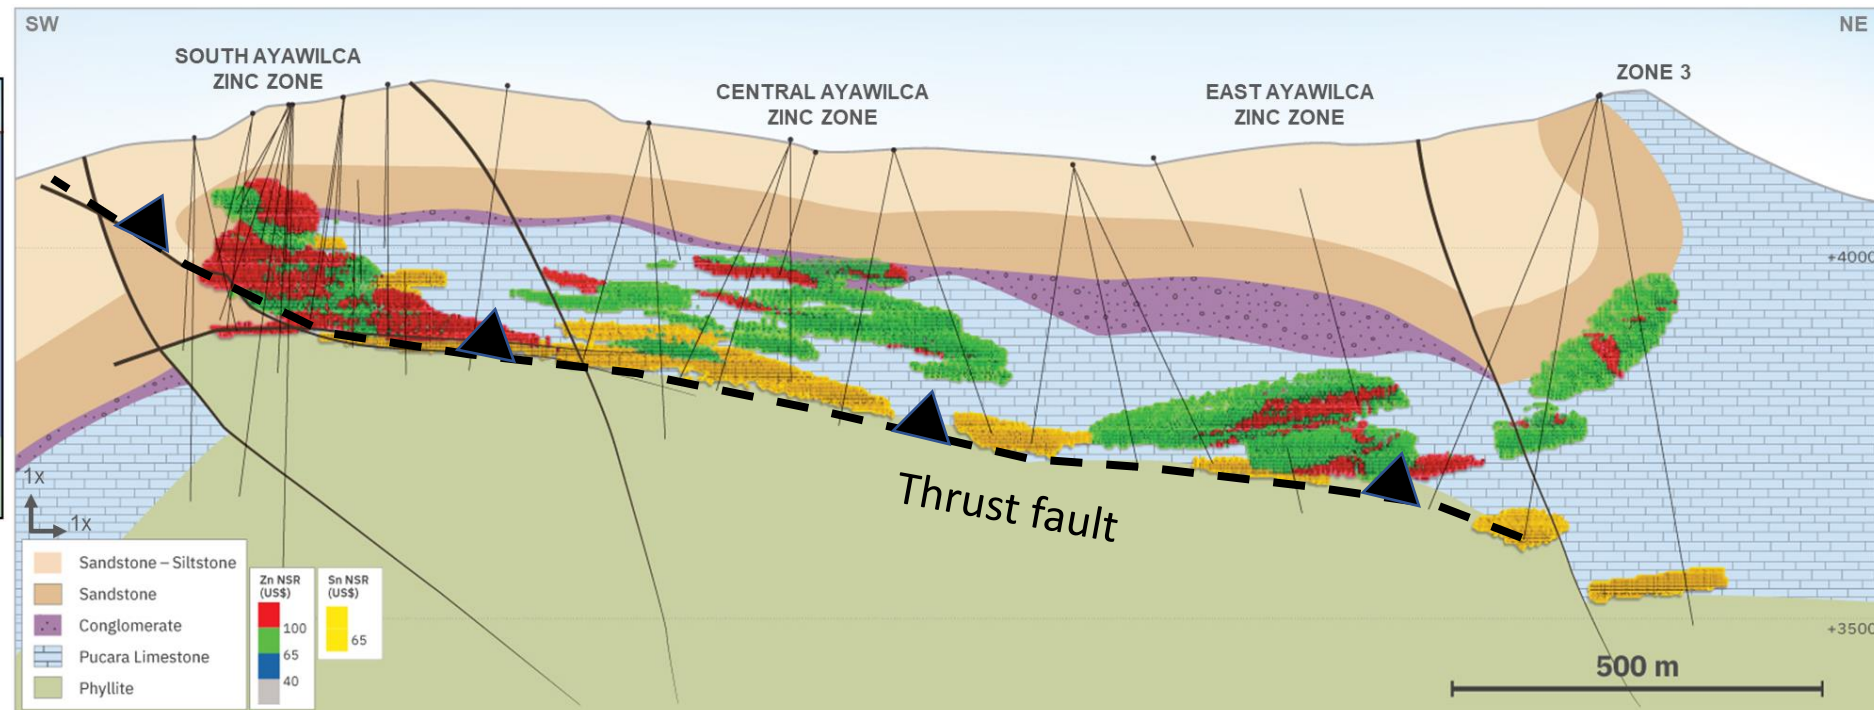 SW
NE
SOUTH AYAWILCA
ZINC ZONE
CENTRAL AYAWILCA
ZINC ZONE
EAST AYAWILCA
ZINC ZONE
ZONE 3
+4000
Thrust fault
1x
1x
+3500
500 m
Sandstone – Siltstone
Sandstone
Conglomerate
Pucara Limestone
Phyllite
Zn NSR
(US$)
100
65
40
Sn NSR
(US$)
65